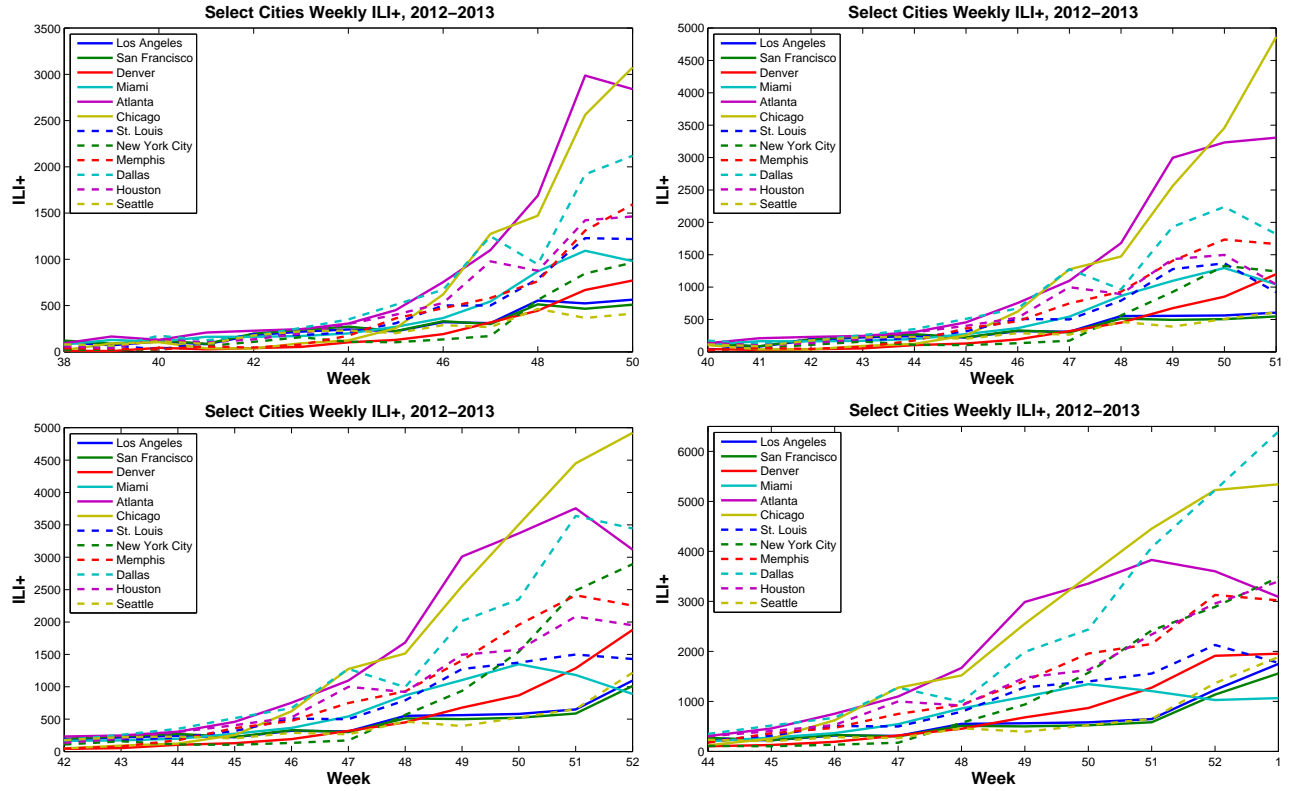 Select Cities Weekly ILI+, 2012−2013
3500
3000
2500
2000
1500
1000
500
0
ILI+
Los Angeles
San Francisco
Denver
Miami
Atlanta
Chicago
St. Louis
New York City
Memphis
Dallas
Houston
Seattle
38 40 42 44 46 48 50
Week
Select Cities Weekly ILI+, 2012−2013
5000
4500
4000
3500
3000
2500
2000
1500
1000
500
0
ILI+
Los Angeles
San Francisco
Denver
Miami
Atlanta
Chicago
St. Louis
New York City
Memphis
Dallas
Houston
Seattle
40 41 42 43 44 45 46 47 48 49 50 51
Week
Select Cities Weekly ILI+, 2012−2013
5000
4500
4000
3500
3000
2500
2000
1500
1000
500
0
ILI+
Los Angeles
San Francisco
Denver
Miami
Atlanta
Chicago
St. Louis
New York City
Memphis
Dallas
Houston
Seattle
42 43 44 45 46 47 48 49 50 51 52
Week
Select Cities Weekly ILI+, 2012−2013
6000
5000
4000
3000
2000
1000
0
ILI+
Los Angeles
San Francisco
Denver
Miami
Atlanta
Chicago
St. Louis
New York City
Memphis
Dallas
Houston
Seattle
44 45 46 47 48 49 50 51 52 1
Week